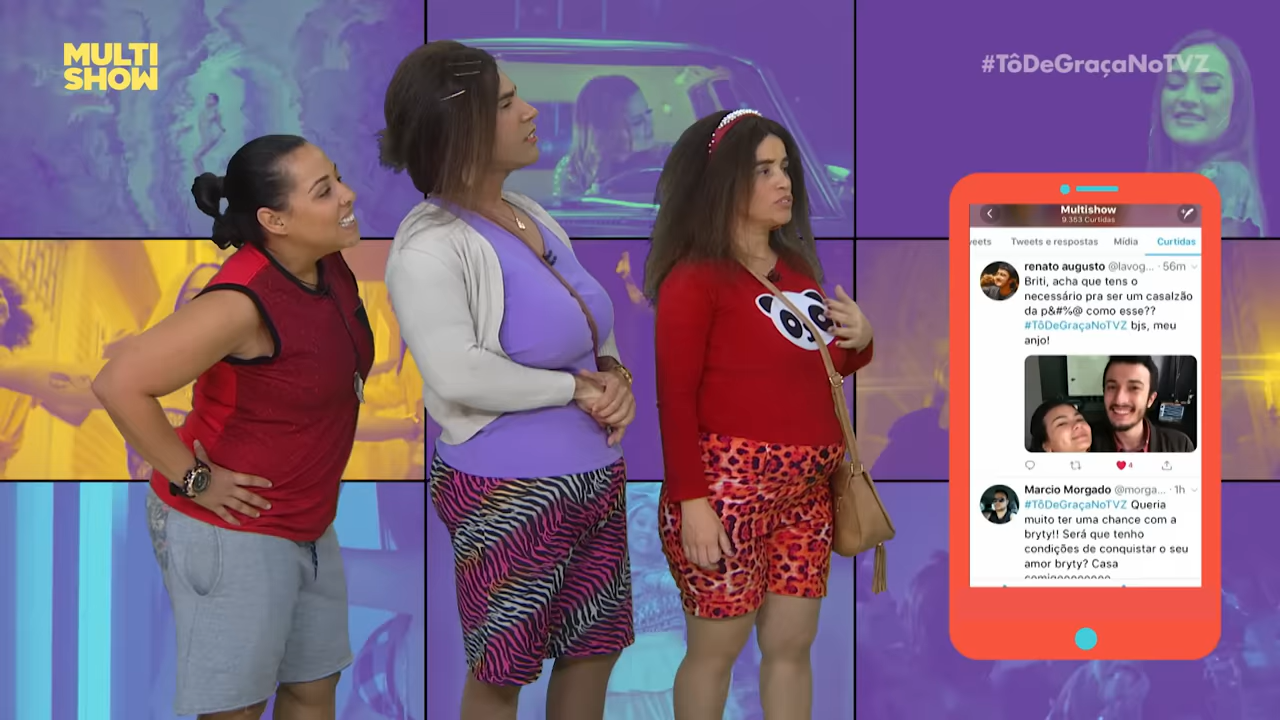 MULTI
SHOW
#TôDeGraçaNoTVZ
Multishow
9.353 Curtidas
Tweets e respostas
Mídia
Curtidas
renato augusto @lavog... · 56m
Briti, acha que tens o
necessário pra ser um casalzão
da p&#%@ como esse??
#TôDeGraçaNoTVZ bjs, meu
anjo!
4
Marcio Morgado @morga... · 1h
#TôDeGraçaNoTVZ Queria
muito ter uma chance com a
bryty!! Será que tenho
condições de conquistar o seu
amor bryty? Casa